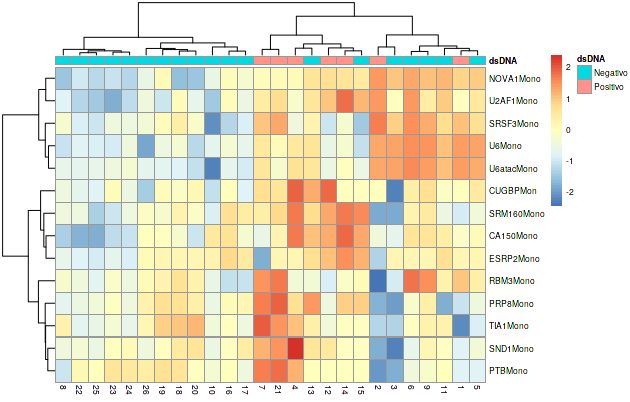 dsDNA
dsDNA
Negativo
Positivo
2
1
0
-1
-2
NOVA1Mono
U2AF1Mono
SRSF3Mono
U6Mono
U6atacMono
CUGBPMon
SRM160Mono
CA150Mono
ESRP2Mono
RBM3Mono
PRP8Mono
TIA1Mono
SND1Mono
PTBMono
8 22 25 23 24 26 19 18 20 10 16 17 7 21 4 13 12 14 15 2 3 6 9 11 1 5